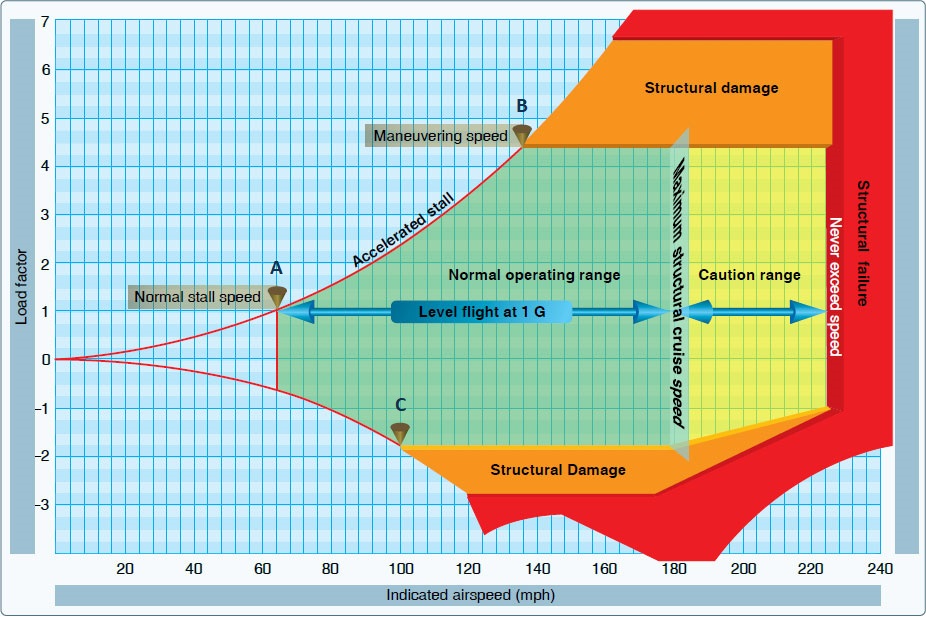 7
6
5
4
3
2
1
0
–1
–2
–3
Load factor
Structural damage
B
Maneuvering speed
Accelerated stall
A
Normal stall speed
Normal operating range
Caution range
Level flight at 1 G
Maximum structural cruise speed
Never exceed speed
Structural failure
C
Structural Damage
20 40 60 80 100 120 140 160 180 200 220 240
Indicated airspeed (mph)